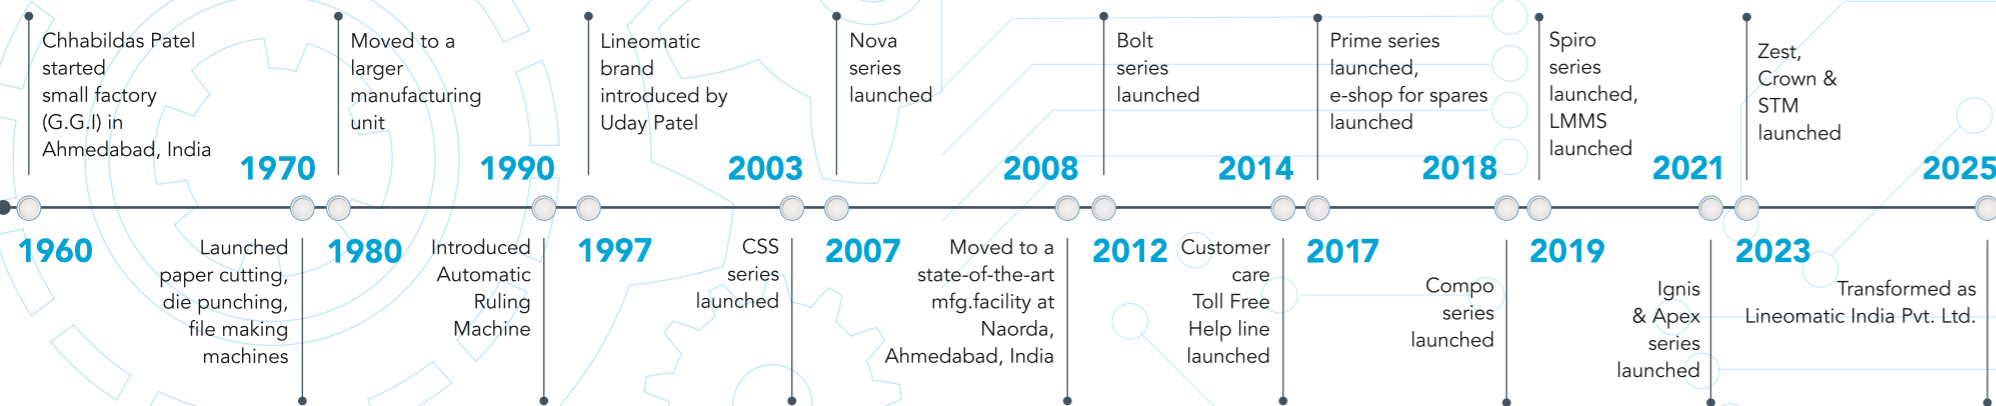 1960
Chhabildas Patel
started
small factory
(G.G.I) in
Ahmedabad, India
1970
Launched
paper cutting,
die punching,
file making
machines
1980
Moved to a
larger
manufacturing
unit
1990
Introduced
Automatic
Ruling
Machine
1997
Lineomatic
brand
introduced by
Uday Patel
2003
CSS
series
launched
2007
Nova
series
launched
2008
Moved to a
state-of-the-art
mfg.facility at
Naorda,
Ahmedabad, India
2012
Bolt
series
launched
2014
Customer
care
Toll Free
Help line
launched
2017
Prime series
launched,
e-shop for spares
launched
2018
Compo
series
launched
2019
Spiro
series
launched,
LMMS
launched
2021
Ignis
& Apex
series
launched
2023
Zest,
Crown &
STM
launched
2025
Transformed as
Lineomatic India Pvt. Ltd.